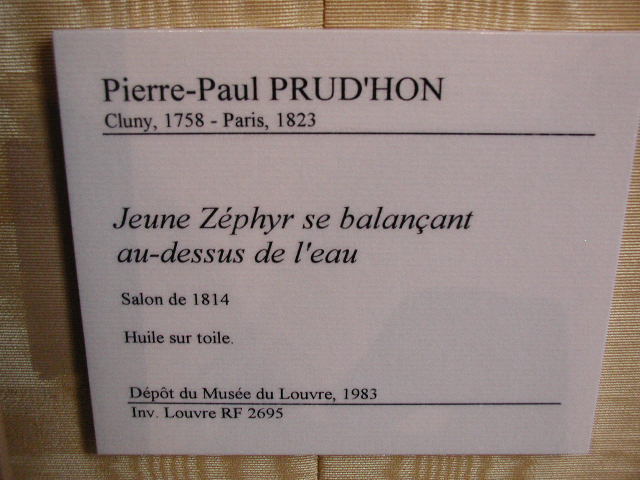 Pierre-Paul PRUD'HON
Cluny, 1758 - Paris, 1823
Jeune Zéphyr se balançant
au-dessus de l'eau
Salon de 1814
Huile sur toile.
Dépôt du Musée du Louvre, 1983
Inv. Louvre RF 2695